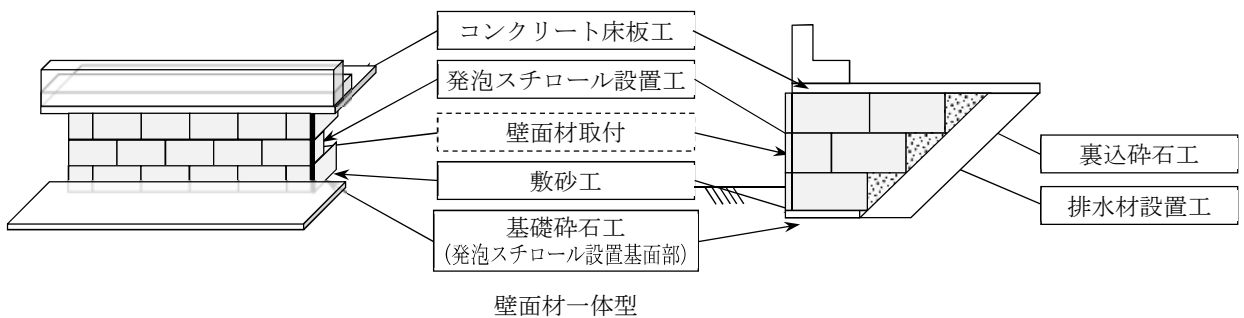 コンクリート床板工
発泡スチロール設置工
壁面材取付
敷砂工
基礎砕石工
(発泡スチロール設置基面部)
裏込砕石工
排水材設置工
壁面材一体型